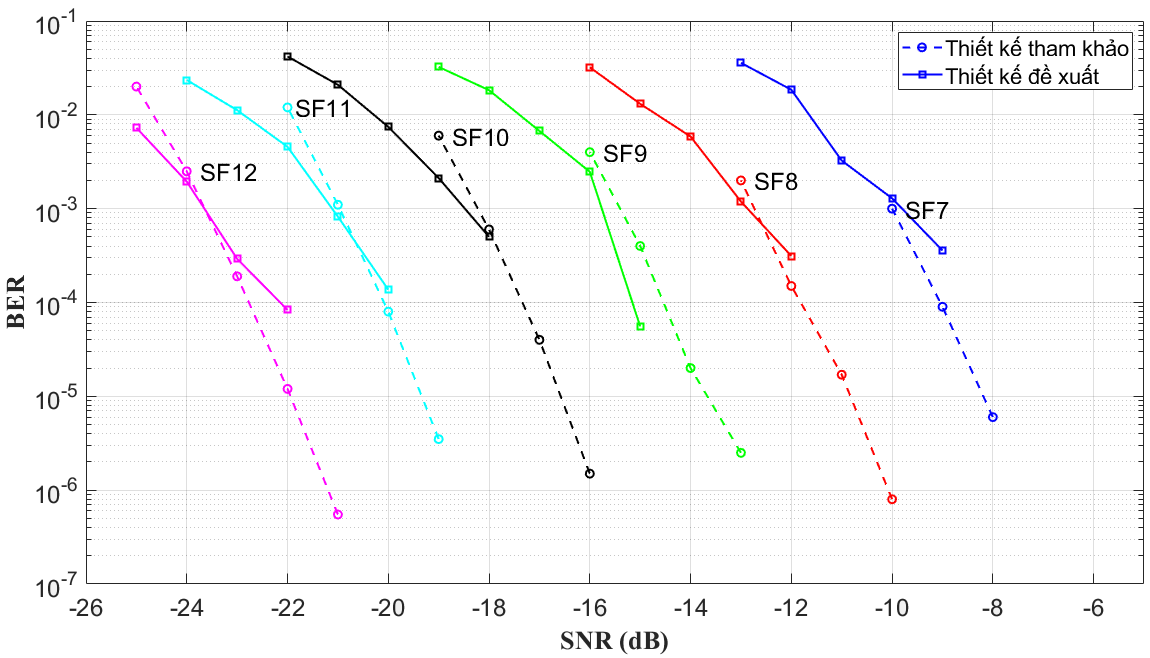 10^-1
10^-2
10^-3
10^-4
10^-5
10^-6
10^-7
BER
Thiết kế tham khảo
Thiết kế đề xuất
SF11
SF10
SF9
SF12
SF8
SF7
-26 -24 -22 -20 -18 -16 -14 -12 -10 -8 -6
SNR (dB)